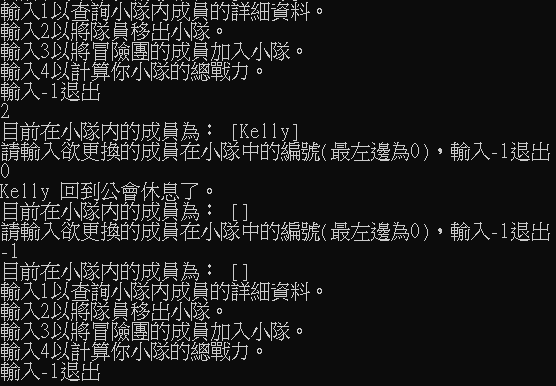 輸入1以查詢小隊內成員的詳細資料。
輸入2以將隊員移出小隊。
輸入3以將冒險團的成員加入小隊。
輸入4以計算你小隊的總戰力。
輸入-1退出
2
目前在小隊內的成員為： [Kelly]
請輸入欲更換的成員在小隊中的編號(最左邊為0)，輸入-1退出
0
Kelly 回到公會休息了。
目前在小隊內的成員為： []
請輸入欲更換的成員在小隊中的編號(最左邊為0)，輸入-1退出
-1
目前在小隊內的成員為： []
輸入1以查詢小隊內成員的詳細資料。
輸入2以將隊員移出小隊。
輸入3以將冒險團的成員加入小隊。
輸入4以計算你小隊的總戰力。
輸入-1退出